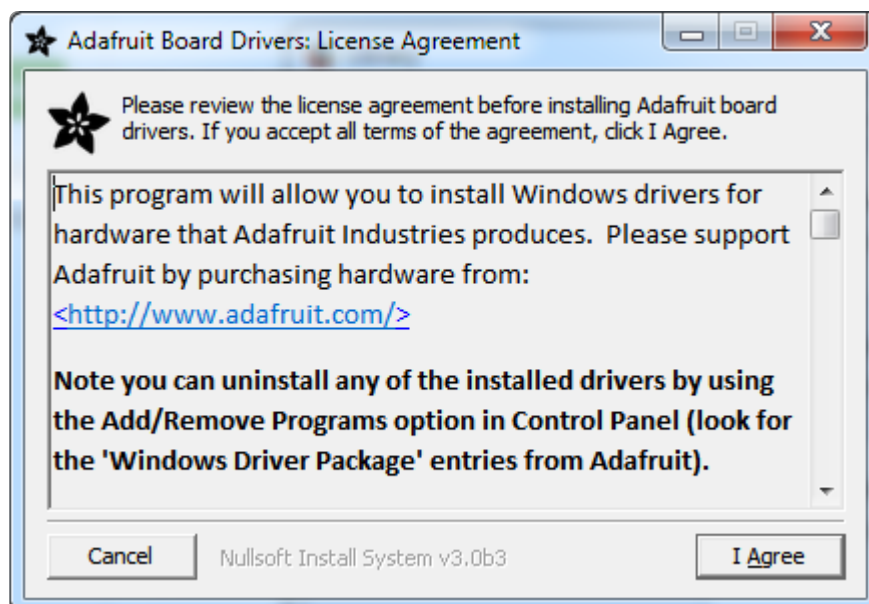 Adafruit Board Drivers: License Agreement
Please review the license agreement before installing Adafruit board
drivers. If you accept all terms of the agreement, click I Agree.
This program will allow you to install Windows drivers for
hardware that Adafruit Industries produces.  Please support
Adafruit by purchasing hardware from:
<http://www.adafruit.com/>
Note you can uninstall any of the installed drivers by using
the Add/Remove Programs option in Control Panel (look for
the 'Windows Driver Package' entries from Adafruit).
Cancel Nullsoft Install System v3.0b3 I Agree